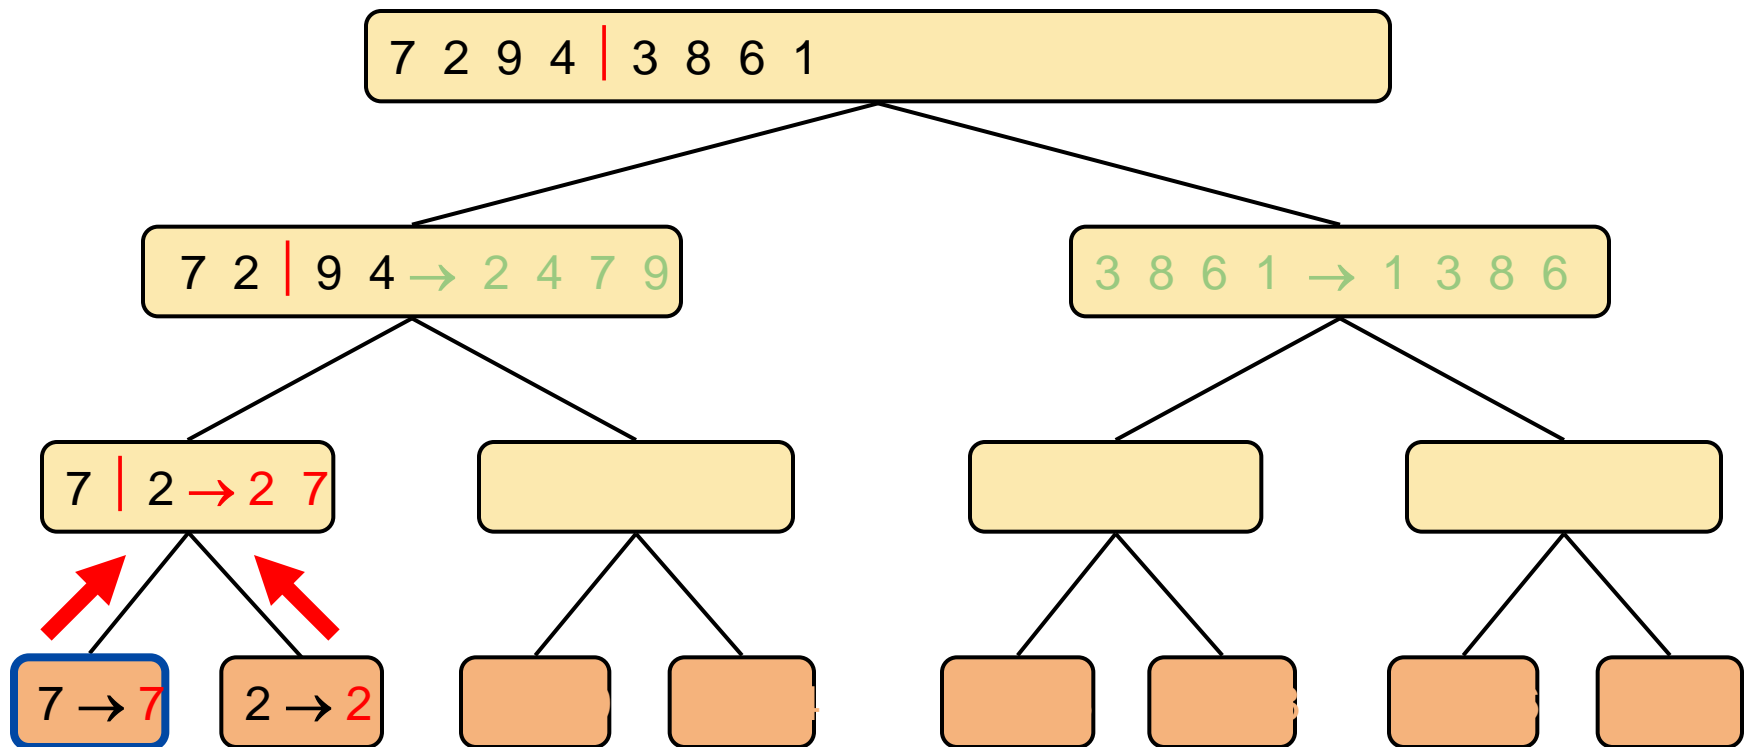 7 2 9 4 | 3 8 6 1
7 2 | 9 4 → 2 4 7 9
3 8 6 1 → 1 3 8 6
7 | 2 → 2 7
7 → 7
2 → 2